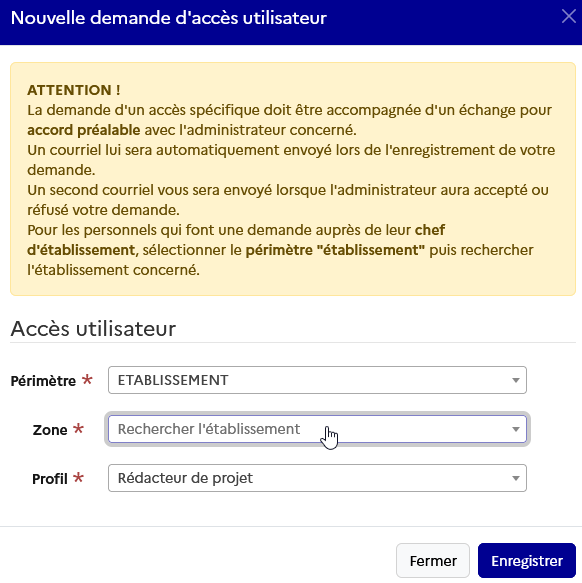 Nouvelle demande d'accès utilisateur
ATTENTION !
La demande d'un accès spécifique doit être accompagnée d'un échange pour
accord préalable avec l'administrateur concerné.
Un courriel lui sera automatiquement envoyé lors de l'enregistrement de votre
demande.
Un second courriel vous sera envoyé lorsque l'administrateur aura accepté ou
réfusé votre demande.
Pour les personnels qui font une demande auprès de leur chef
d'établissement, sélectionner le périmètre "établissement" puis rechercher
l'établissement concerné.
Accès utilisateur
Périmètre * ETABLISSEMENT
Zone * Rechercher l'établissement
Profil * Rédacteur de projet
Fermer Enregistrer